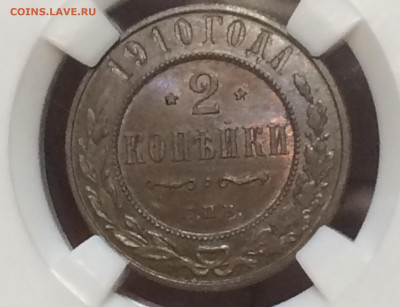 COINS.LAVE.RU
1910 ГОДА
* 2 *
КОПѢЙКИ
С.П.Б.